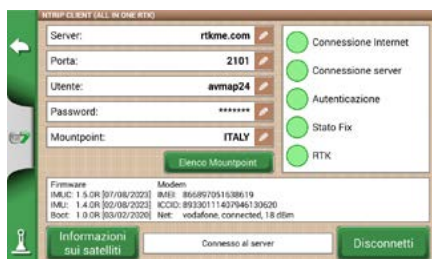 NTRIP CLIENT (ALL IN ONE RTK)
Server: rtkme.com
Porta: 2101
Utente: avmap24
Password: *******
Mountpoint: ITALY
Elenco Mountpoint
Connessione Internet
Connessione server
Autenticazione
Stato Fix
RTK
Firmware Modem
IMUC: 1.5.0R [07/08/2023] IMEI: 866897051638619
IMU: 1.4.0R [02/08/2023] ICCID: 89330111407946130620
Boot: 1.0.0R [03/02/2020] Net: vodafone, connected, 18 dBm
Informazioni
sui satelliti
Connesso al server
Disconnetti